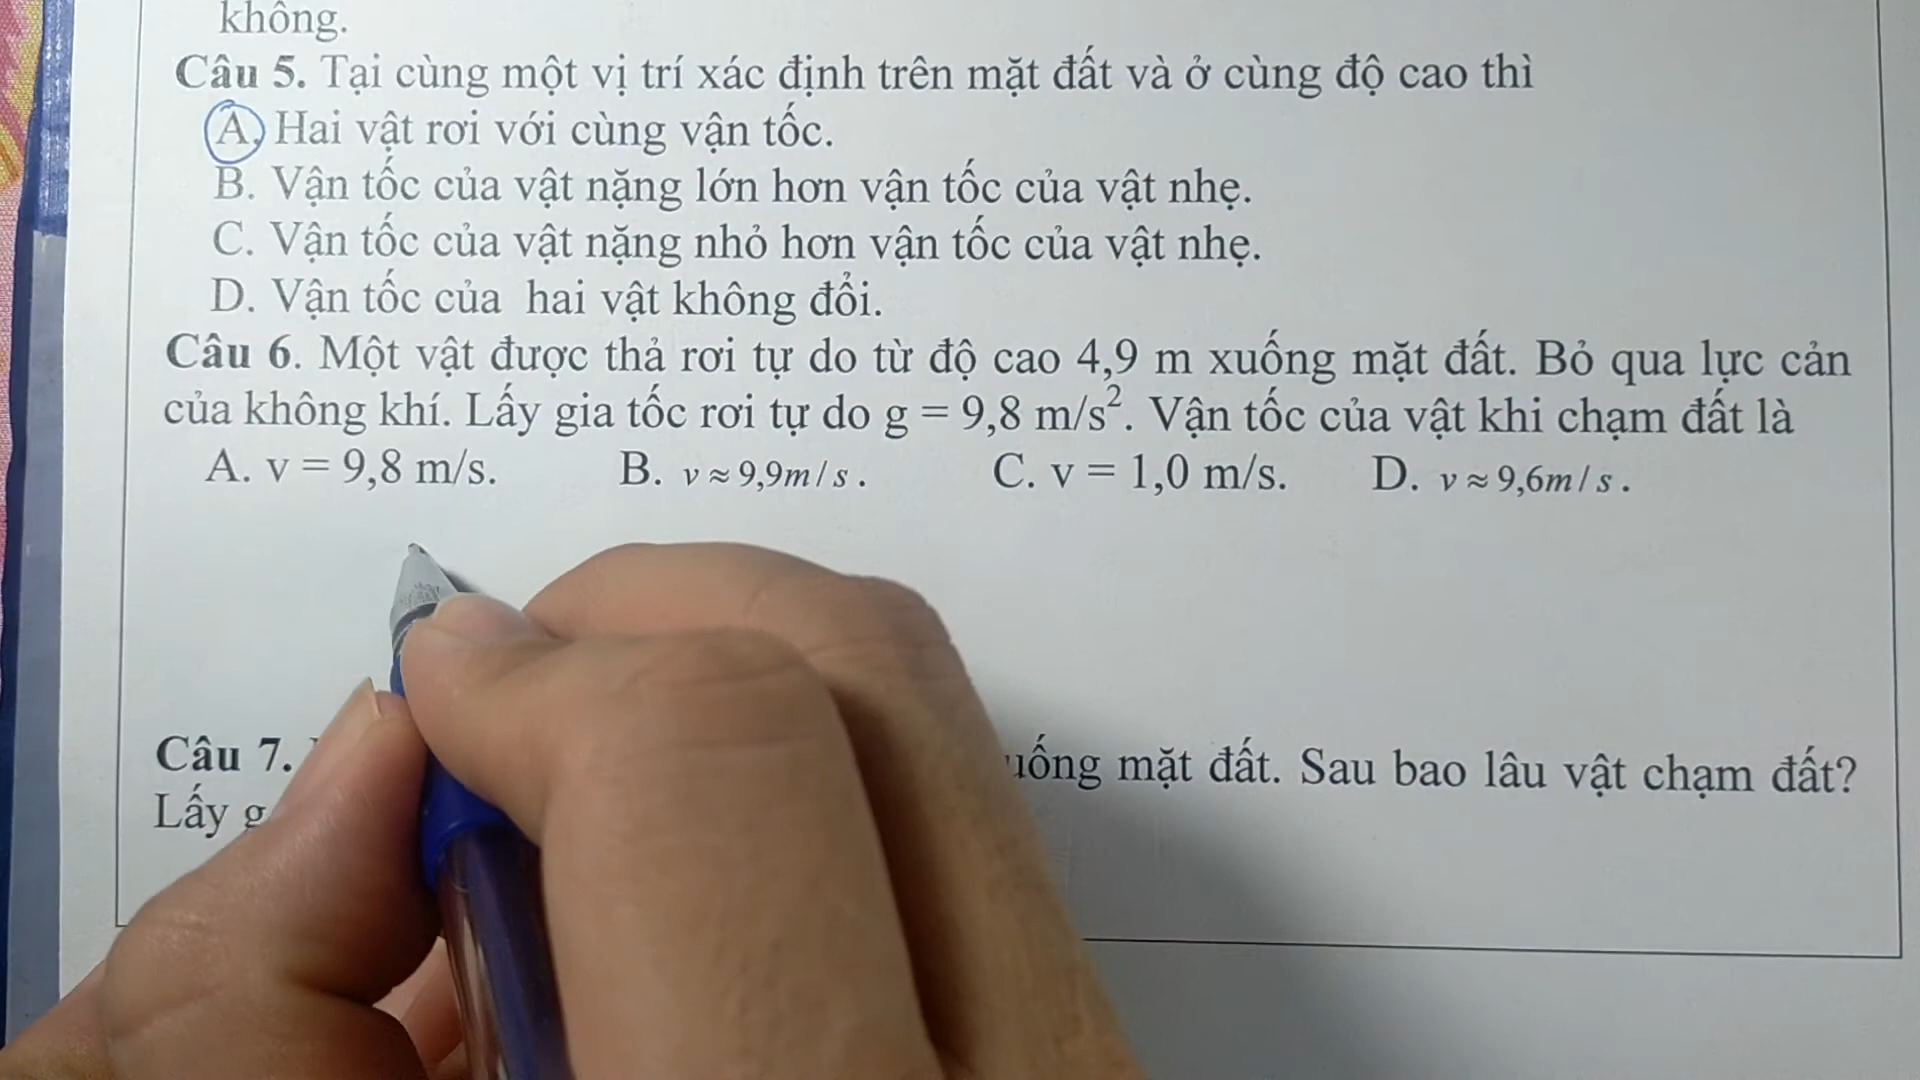 không.
Câu 5. Tại cùng một vị trí xác định trên mặt đất và ở cùng độ cao thì
A. Hai vật rơi với cùng vận tốc.
B. Vận tốc của vật nặng lớn hơn vận tốc của vật nhẹ.
C. Vận tốc của vật nặng nhỏ hơn vận tốc của vật nhẹ.
D. Vận tốc của hai vật không đổi.
Câu 6. Một vật được thả rơi tự do từ độ cao 4,9 m xuống mặt đất. Bỏ qua lực cản
của không khí. Lấy gia tốc rơi tự do g = 9,8 m/s². Vận tốc của vật khi chạm đất là
A. v = 9,8 m/s. B. v ≈ 9,9m / s . C. v = 1,0 m/s. D. v ≈ 9,6m / s .
Câu 7. mặt đất. Sau bao lâu vật chạm đất?
Lấy g